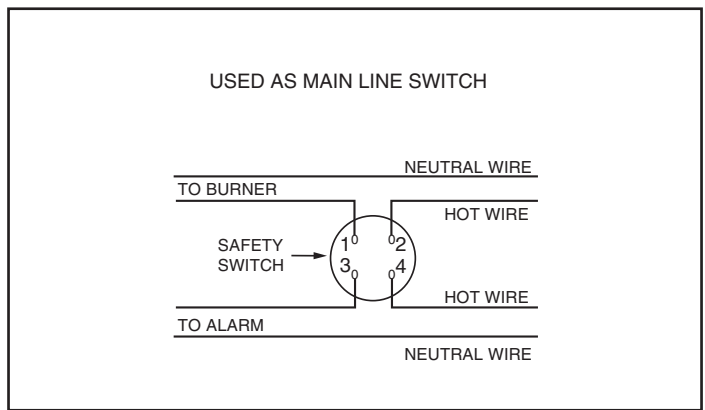 USED AS MAIN LINE SWITCH
NEUTRAL WIRE
TO BURNER
HOT WIRE
1 2
SAFETY
SWITCH
3 4
HOT WIRE
TO ALARM
NEUTRAL WIRE